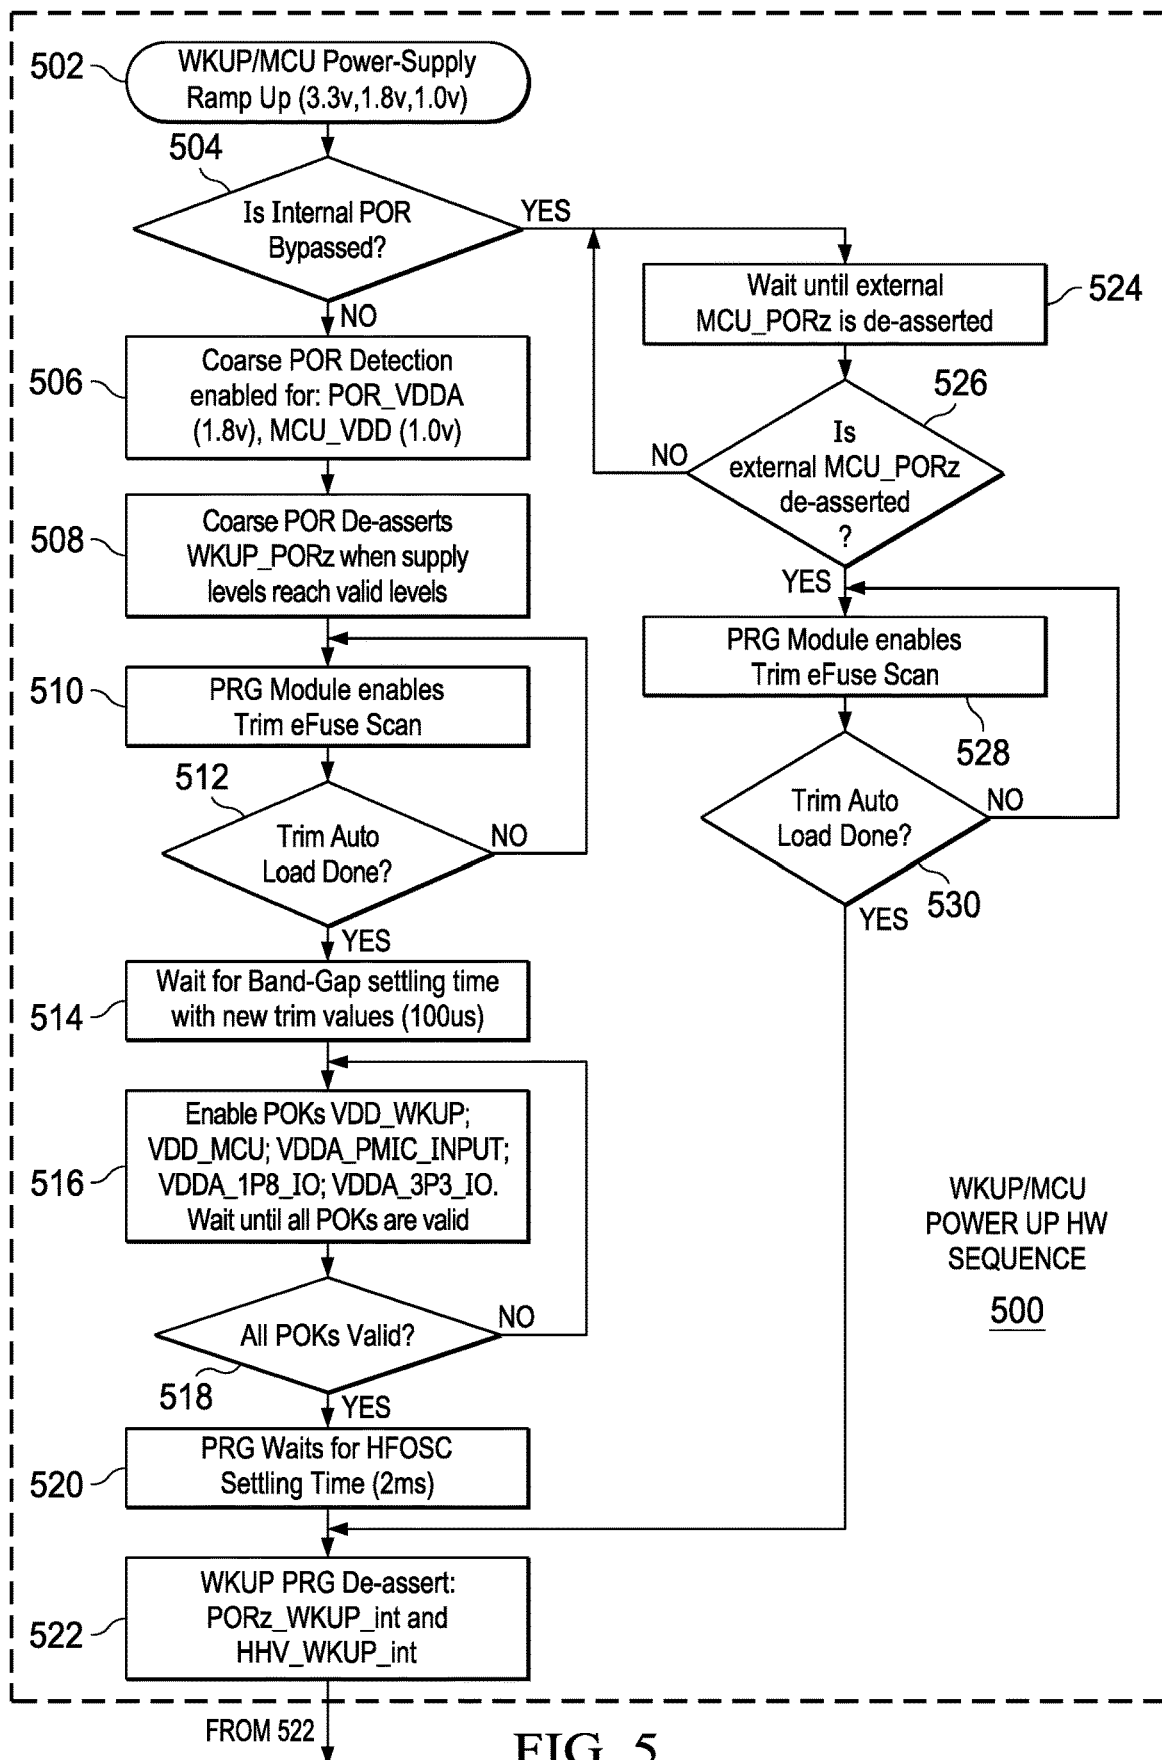 502
WKUP/MCU Power-Supply
Ramp Up (3.3v,1.8v,1.0v)
504
Is Internal POR
Bypassed?
YES
NO
506
Coarse POR Detection
enabled for: POR_VDDA
(1.8v), MCU_VDD (1.0v)
508
Coarse POR De-asserts
WKUP_PORz when supply
levels reach valid levels
510
PRG Module enables
Trim eFuse Scan
512
Trim Auto
Load Done?
NO
YES
514
Wait for Band-Gap settling time
with new trim values (100us)
516
Enable POKs VDD_WKUP;
VDD_MCU; VDDA_PMIC_INPUT;
VDDA_1P8_IO; VDDA_3P3_IO.
Wait until all POKs are valid
All POKs Valid?
NO
518
YES
520
PRG Waits for HFOSC
Settling Time (2ms)
522
WKUP PRG De-assert:
PORz_WKUP_int and
HHV_WKUP_int
Wait until external
MCU_PORz is de-asserted
524
526
Is
external MCU_PORz
de-asserted
?
NO
YES
PRG Module enables
Trim eFuse Scan
528
Trim Auto
Load Done?
NO
530
YES
WKUP/MCU
POWER UP HW
SEQUENCE
500
FROM 522
FIG. 5